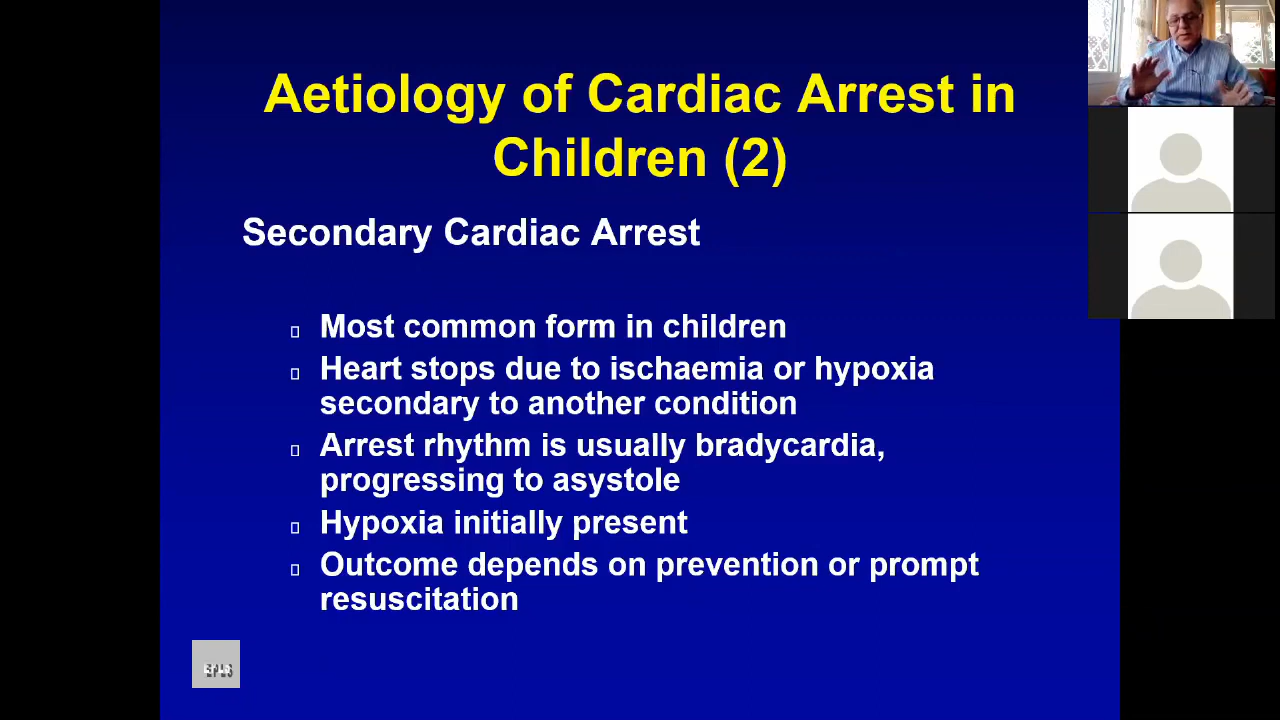 Aetiology of Cardiac Arrest in
Children (2)
Secondary Cardiac Arrest
Most common form in children
Heart stops due to ischaemia or hypoxia
secondary to another condition
Arrest rhythm is usually bradycardia,
progressing to asystole
Hypoxia initially present
Outcome depends on prevention or prompt
resuscitation